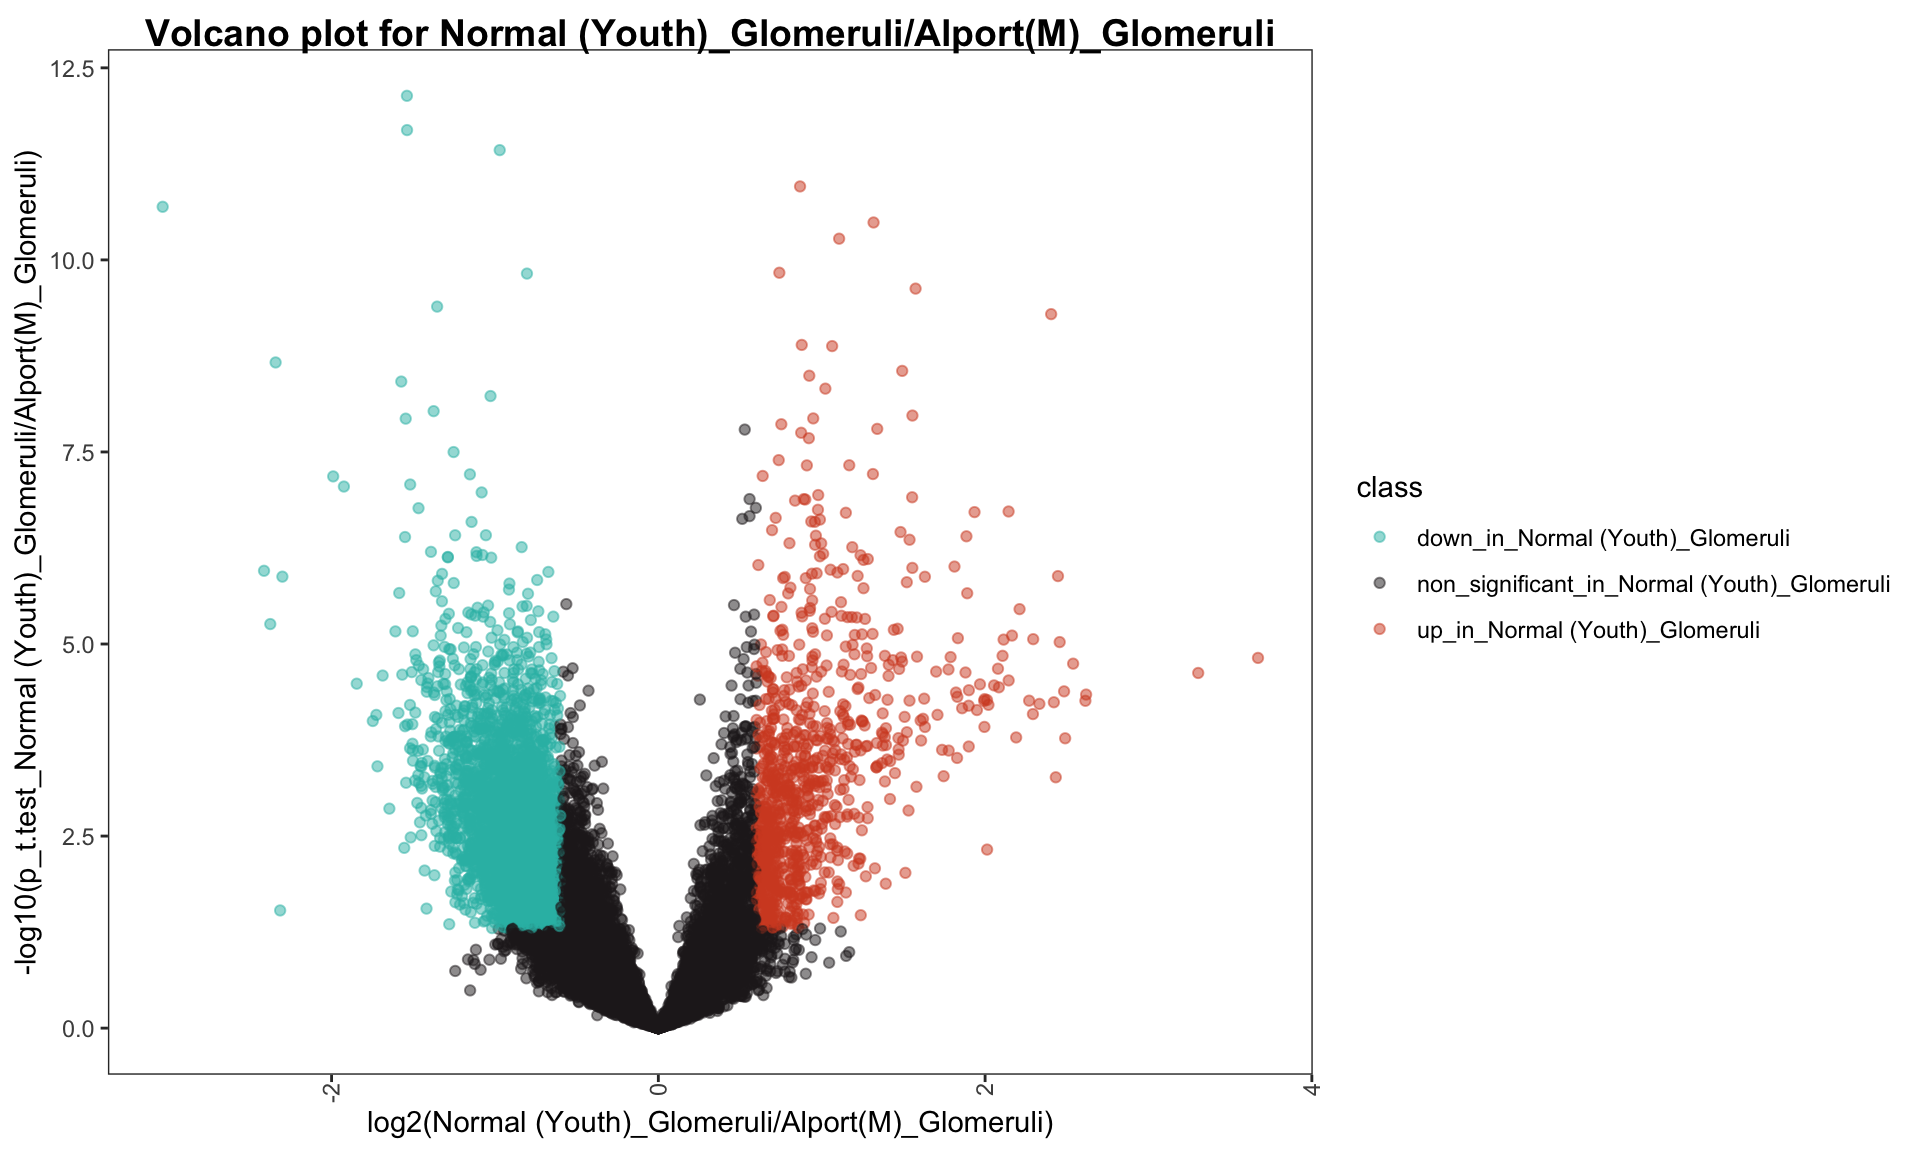 Volcano plot for Normal (Youth)_Glomeruli/Alport(M)_Glomeruli
-log10(p_t.test_Normal (Youth)_Glomeruli/Alport(M)_Glomeruli)
12.5
10.0
7.5
5.0
2.5
0.0
-2
0
2
4
log2(Normal (Youth)_Glomeruli/Alport(M)_Glomeruli)
class
down_in_Normal (Youth)_Glomeruli
non_significant_in_Normal (Youth)_Glomeruli
up_in_Normal (Youth)_Glomeruli